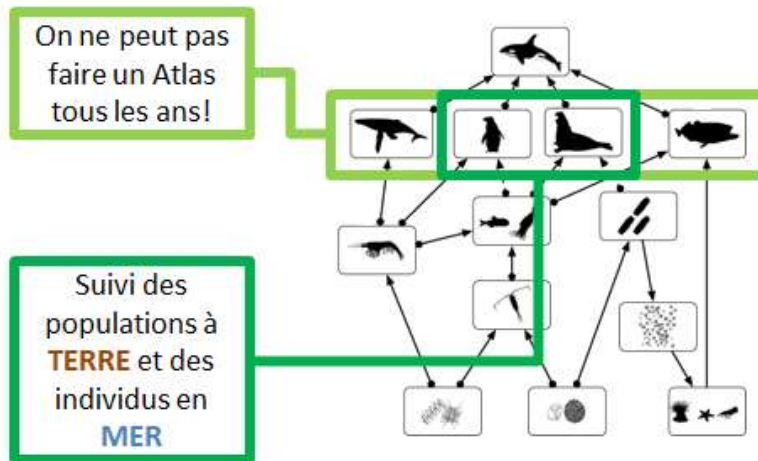 On ne peut pas
faire un Atlas
tous les ans!
Suivi des
populations à
TERRE et des
individus en
MER